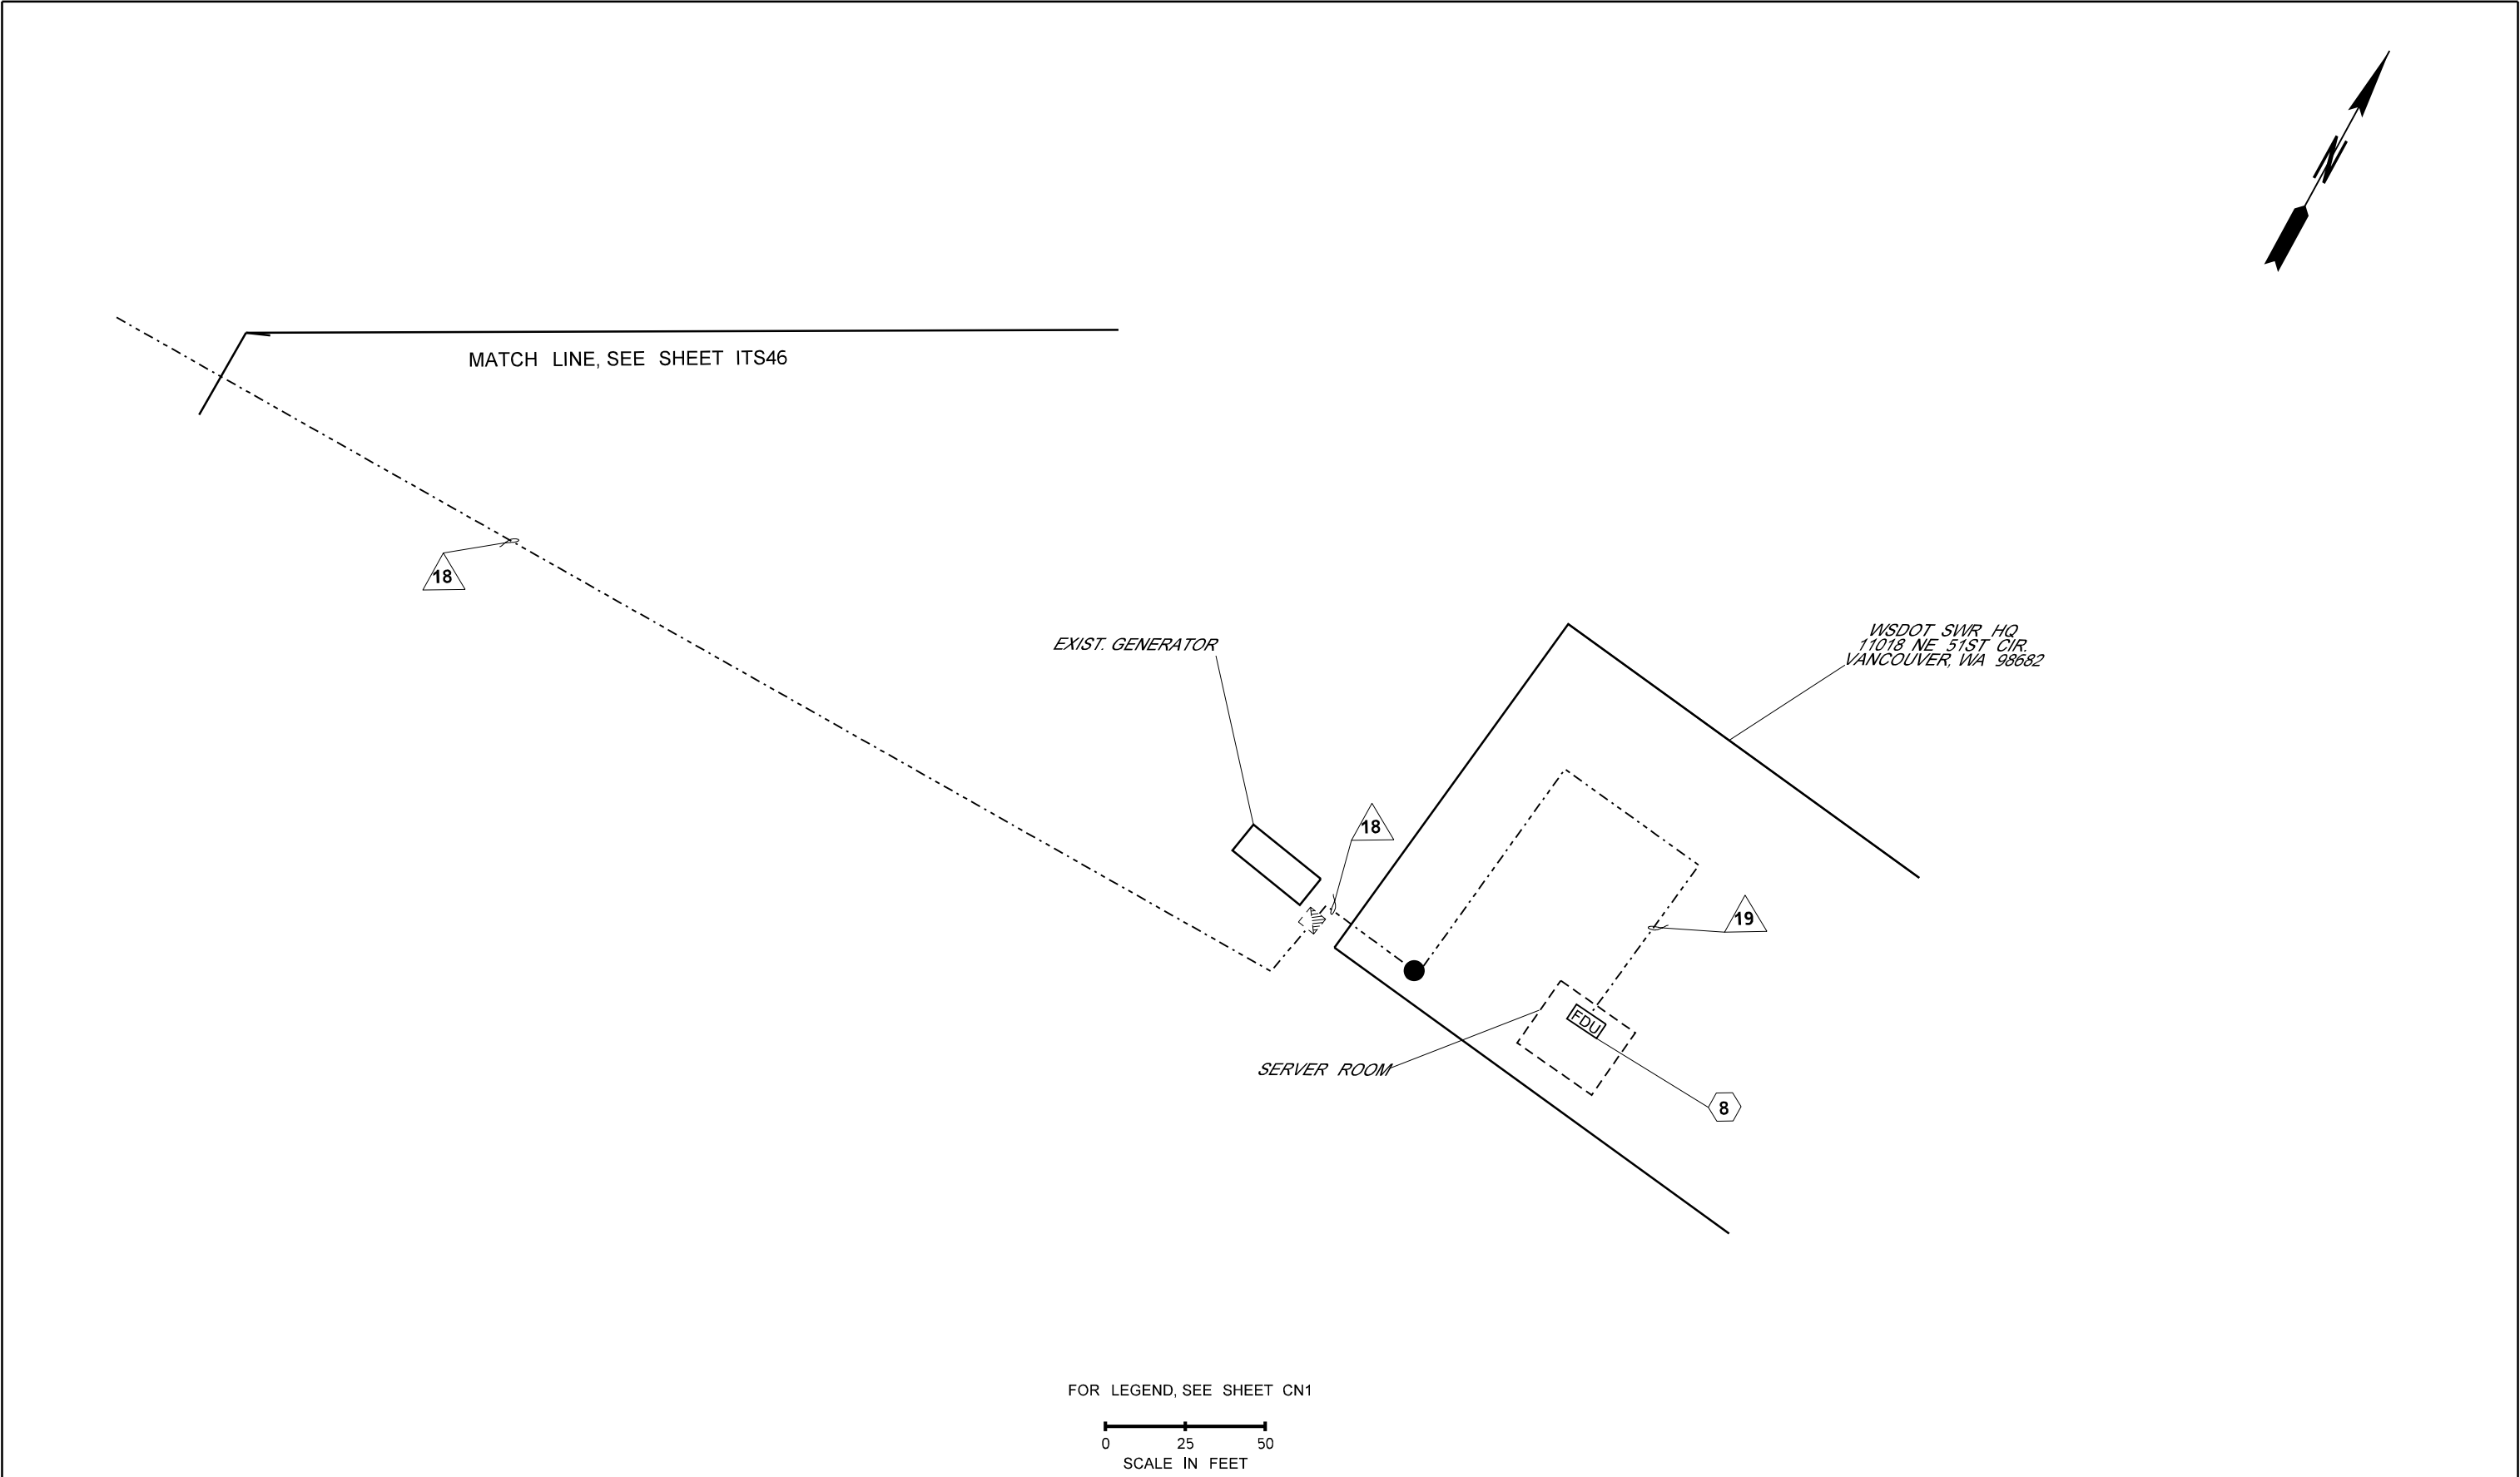 N
MATCH LINE, SEE SHEET ITS46
18
EXIST. GENERATOR
WSDOT SWR HQ
11018 NE 51ST CIR.
VANCOUVER, WA 98682
18
19
FDU
SERVER ROOM
8
FOR LEGEND, SEE SHEET CN1
0 25 50
SCALE IN FEET